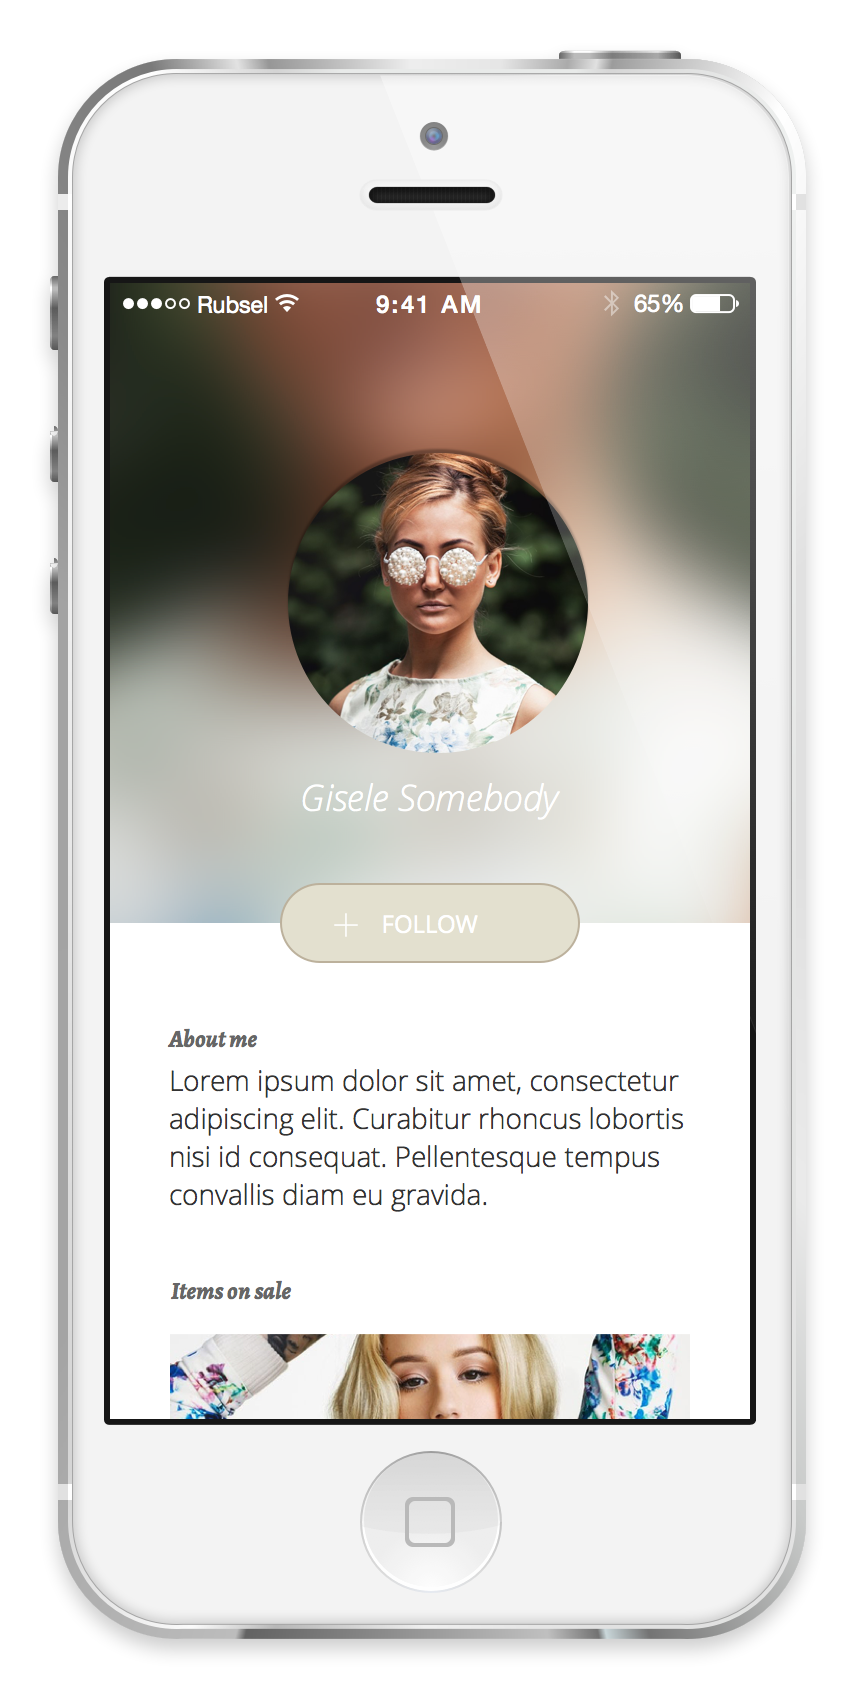 Rubsel 9:41 AM 65%
Gisele Somebody
FOLLOW
About me
Lorem ipsum dolor sit amet, consectetur
adipiscing elit. Curabitur rhoncus lobortis
nisi id consequat. Pellentesque tempus
convallis diam eu gravida.
Items on sale